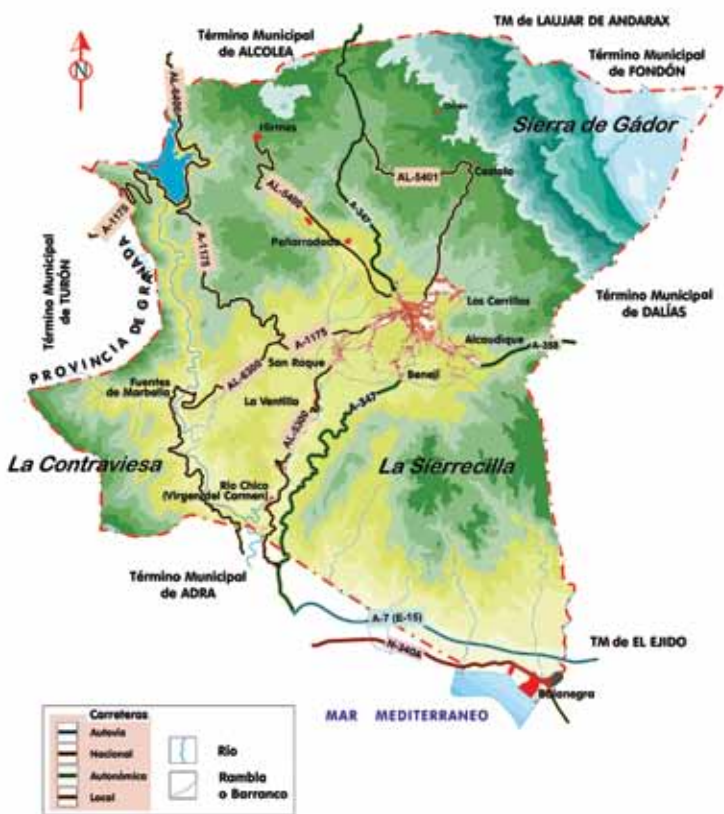 TM de LAUJAR DE ANDARAX
Término Municipal
de ALCOLEA
Término Municipal
de FONDÓN
N
AL-6400
Sierra de Gádor
Hirmes
AL-5401
Castala
A-1175
AL-5400
A-347
Peñarrodada
A-1175
Término Municipal
de TURÓN
PROVINCIA DE GRANADA
Término Municipal
de DALÍAS
Los Cerrillos
A-1175
Alcaudique
A-358
San Roque
Benejí
AL-6300
Fuentes
de Marbella
La Ventilla
A-347
AL-5300
La Contraviesa
La Sierrecilla
Río Chico
(Virgen del Carmen)
Término Municipal
de ADRA
A-7 (E-15)
TM de EL EJIDO
N-340A
Balanegra
MAR MEDITERRANEO
Carreteras
Autovía
Nacional
Autonómica
Local
Río
Rambla
o Barranco